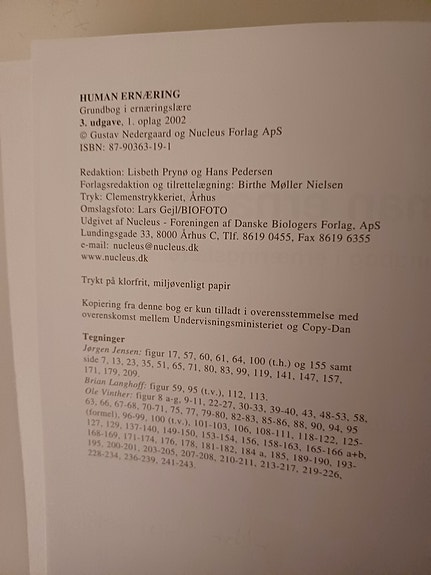 HUMAN ERNÆRING
Grundbog i ernæringslære
3. udgave, 1. oplag 2002
© Gustav Nedergaard og Nucleus Forlag ApS
ISBN: 87-90363-19-1
Redaktion: Lisbeth Prynø og Hans Pedersen
Forlagsredaktion og tilrettelægning: Birthe Møller Nielsen
Tryk: Clemenstrykkeriet, Århus
Omslagsfoto: Lars Gejl/BIOFOTO
Udgivet af Nucleus - Foreningen af Danske Biologers Forlag, ApS
Lundingsgade 33, 8000 Århus C, Tlf. 8619 0455, Fax 8619 6355
e-mail: nucleus@nucleus.dk
www.nucleus.dk
Trykt på klorfrit, miljøvenligt papir
Kopiering fra denne bog er kun tilladt i overensstemmelse med
overenskomst mellem Undervisningsministeriet og Copy-Dan
Tegninger
Jørgen Jensen: figur 17, 57, 60, 61, 64, 100 (t.h.) og 155 samt
side 7, 13, 23, 35, 51, 65, 71, 80, 83, 99, 119, 141, 147, 157,
171, 179, 209.
Brian Langhoff: figur 59, 95 (t.v.), 112, 113.
Ole Vinther: figur 8 a-g, 9-11, 22-27, 30-33, 39-40, 43, 48-53, 58,
63, 66, 67-68, 70-71, 75, 77, 79-80, 82-83, 85-86, 88, 90, 94, 95
(formel), 96-99, 100 (t.v.), 101-103, 106, 108-111, 118-122, 125-
127, 129, 137-140, 149-150, 153-154, 156, 158-163, 165-166 a+b,
168-169, 171-174, 176, 178, 181-182, 184 a, 185, 189-190, 193-
195, 200-201, 203-205, 207-208, 210-211, 213-217, 219-226,
228-234, 236-239, 241-243.